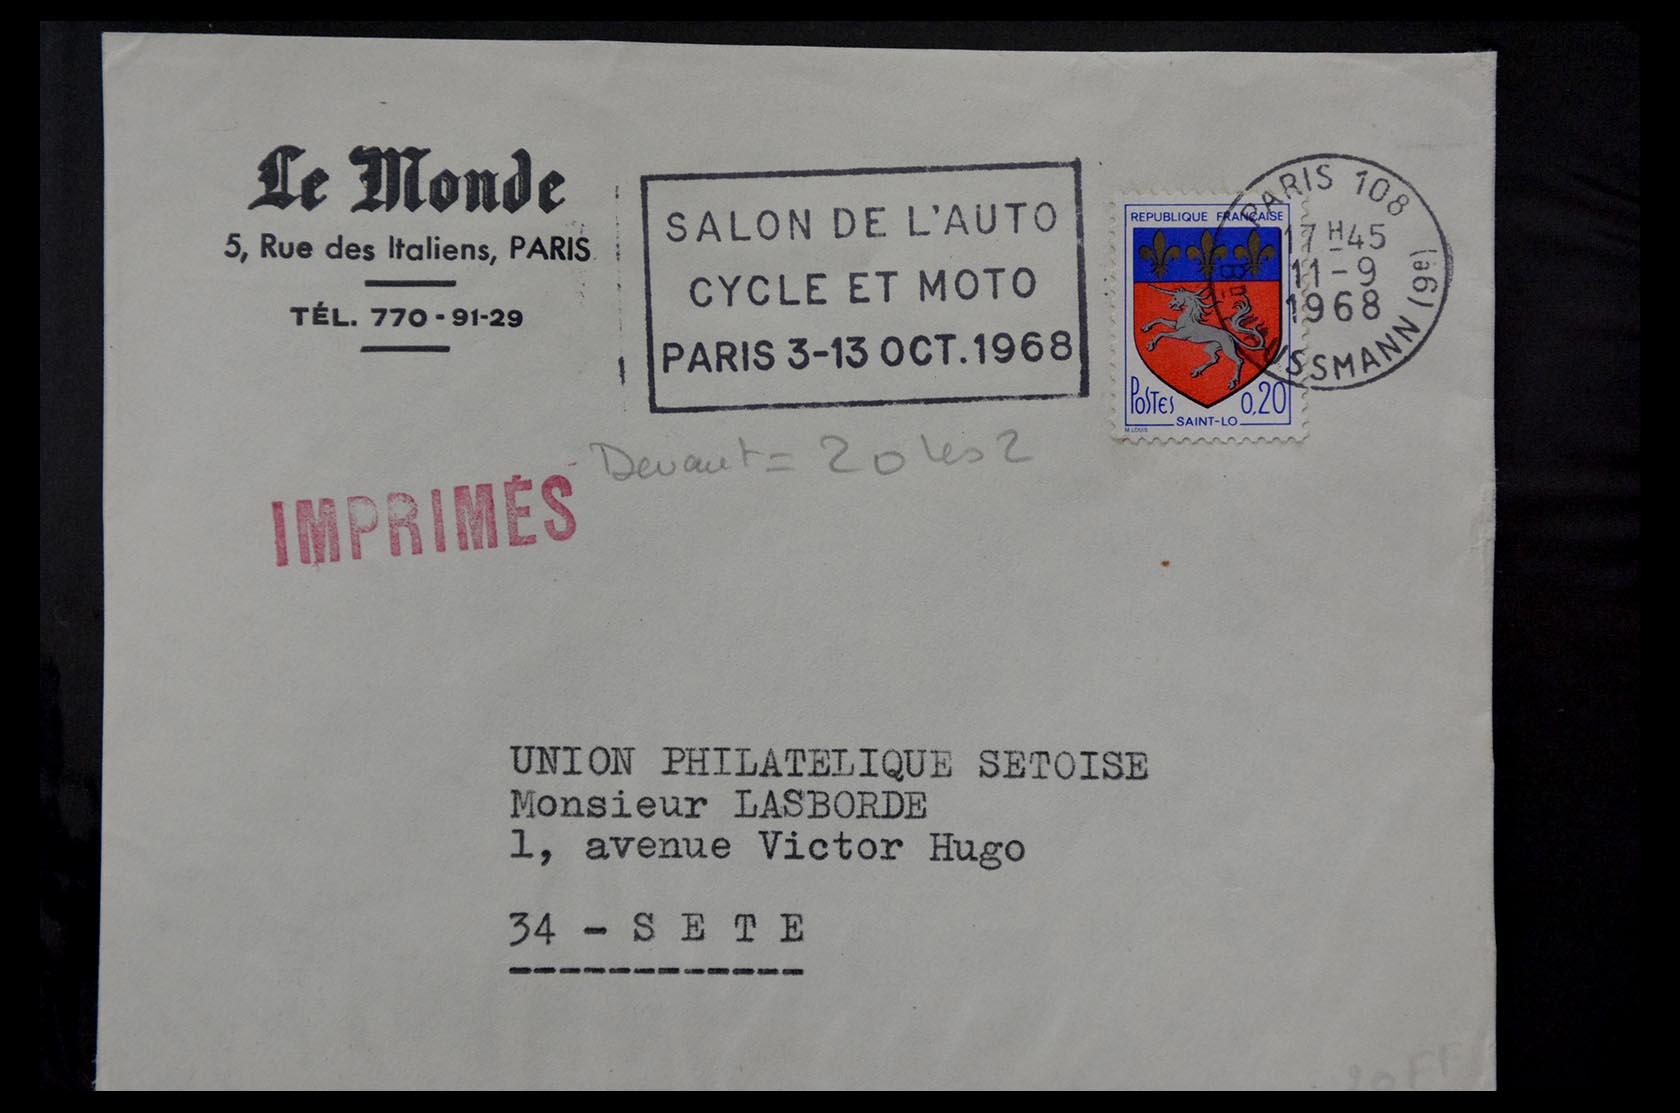 Le Monde
5, Rue des Italiens, PARIS
TÉL. 770-91-29
SALON DE L'AUTO
CYCLE ET MOTO
PARIS 3-13 OCT. 1968
REPUBLIQUE FRANÇAISE
POSTES 0,20
SAINT-LO
M. LOUIS
PARIS 108
17 H45
11-9
1968
(9e)
Devant = 20 les 2
IMPRIMÉS
UNION PHILATELIQUE SETOISE
Monsieur LASBORDE
1, avenue Victor Hugo
34 - S E T E